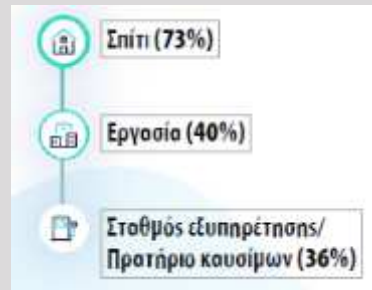 Σπίτι (73%)
Εργασία (40%)
Σταθμός εξυπηρέτησης/
Πρατήριο καυσίμων (36%)